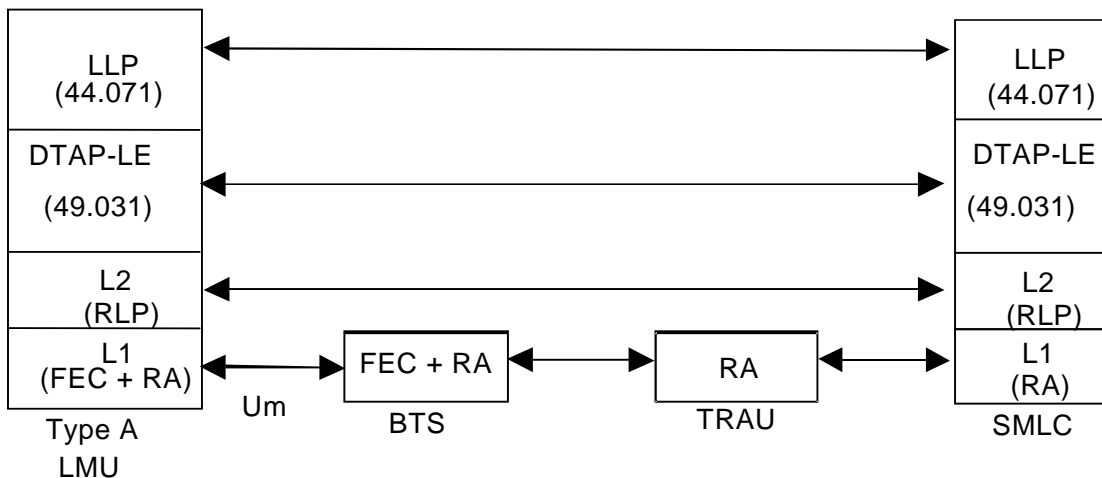 LLP
(44.071)
DTAP-LE
(49.031)
L2
(RLP)
L1
(FEC + RA)
Type A
LMU
Um
FEC + RA
BTS
RA
TRAU
LLP
(44.071)
DTAP-LE
(49.031)
L2
(RLP)
L1
(RA)
SMLC